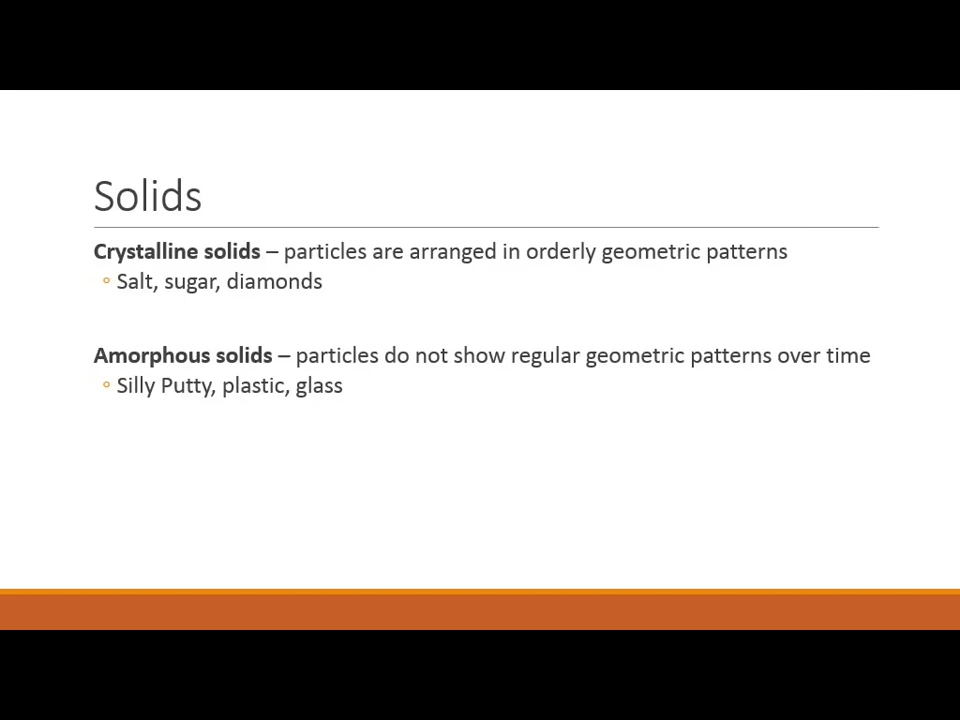 Solids
Crystalline solids – particles are arranged in orderly geometric patterns
◦ Salt, sugar, diamonds
Amorphous solids – particles do not show regular geometric patterns over time
◦ Silly Putty, plastic, glass